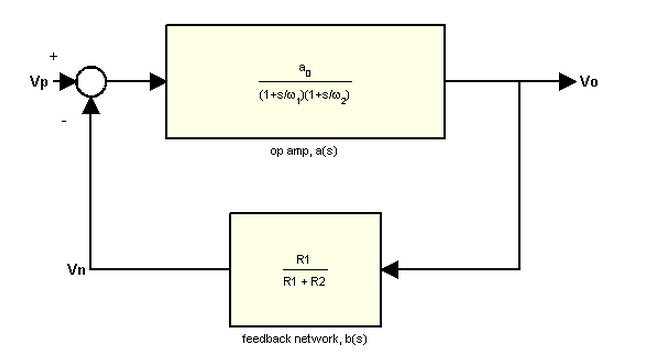 +
Vp
-
a0
(1+s/ω1)(1+s/ω2)
Vo
op amp, a(s)
Vn
R1
R1 + R2
feedback network, b(s)